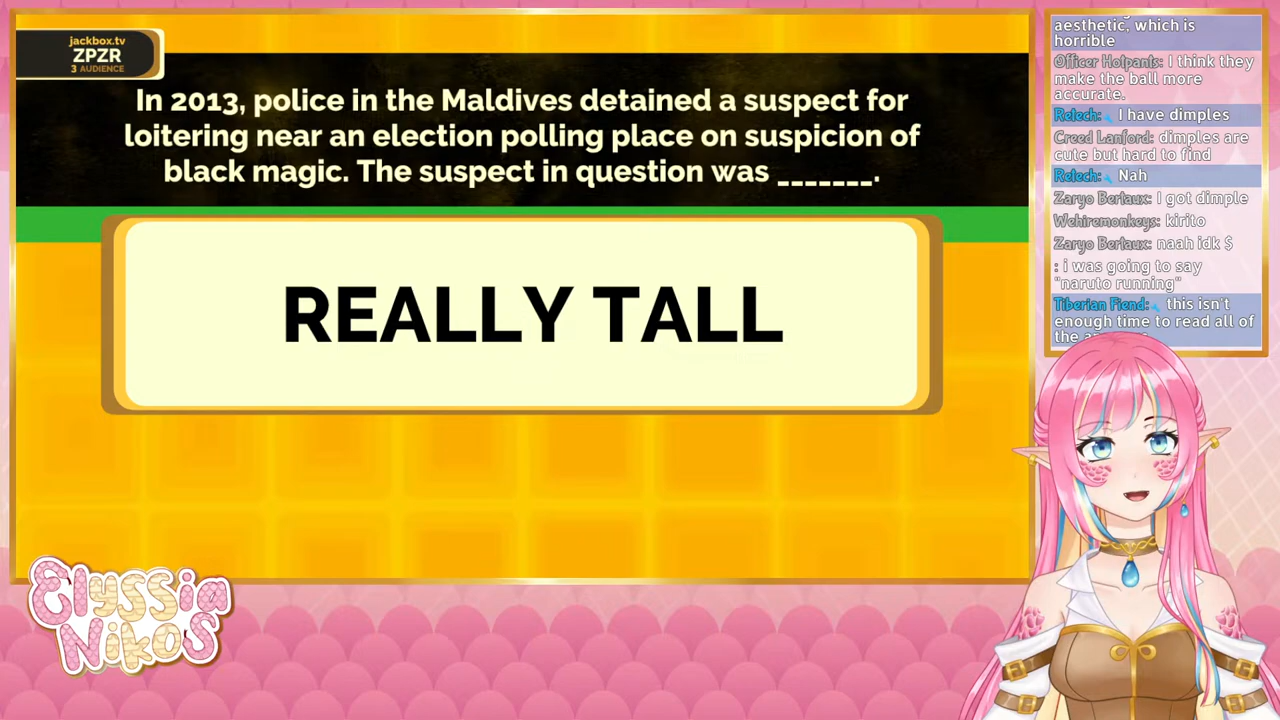 jackbox.tv
ZPZR
3 AUDIENCE
In 2013, police in the Maldives detained a suspect for
loitering near an election polling place on suspicion of
black magic. The suspect in question was _______.
REALLY TALL
Elyssia
Nikos
aesthetic, which is
horrible
Officer Holpants: I think they
make the ball more
accurate.
Relech: I have dimples
Creed Lanford: dimples are
cute but hard to find
Relech: Nah
Zaryo Berlaux: I got dimple
Wehiremonkeys: kirito
Zaryo Berlaux: naah idk $
: i was going to say
"naruto running"
Tiberian Fiend: this isn't
enough time to read all of
the